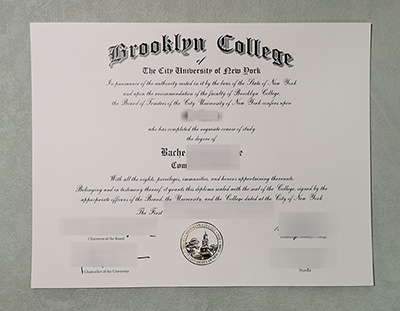 Brooklyn College
of
The City University of New York
In pursuance of the authority vested in it by the laws of the State of New York
and upon the recommendation of the faculty of Brooklyn College,
the Board of Trustees of the City University of New York confers upon
who has completed the requisite course of study
the degree of
Bache
Com
With all the rights, privileges, immunities, and honors appertaining thereunto.
Belonging and in testimony thereof, it grants this diploma sealed with the seal of the College, signed by the
appropriate officers of the Board, the University, and the College dated at the City of New York
The First
Chairman of the Board
College
Chancellor of the University